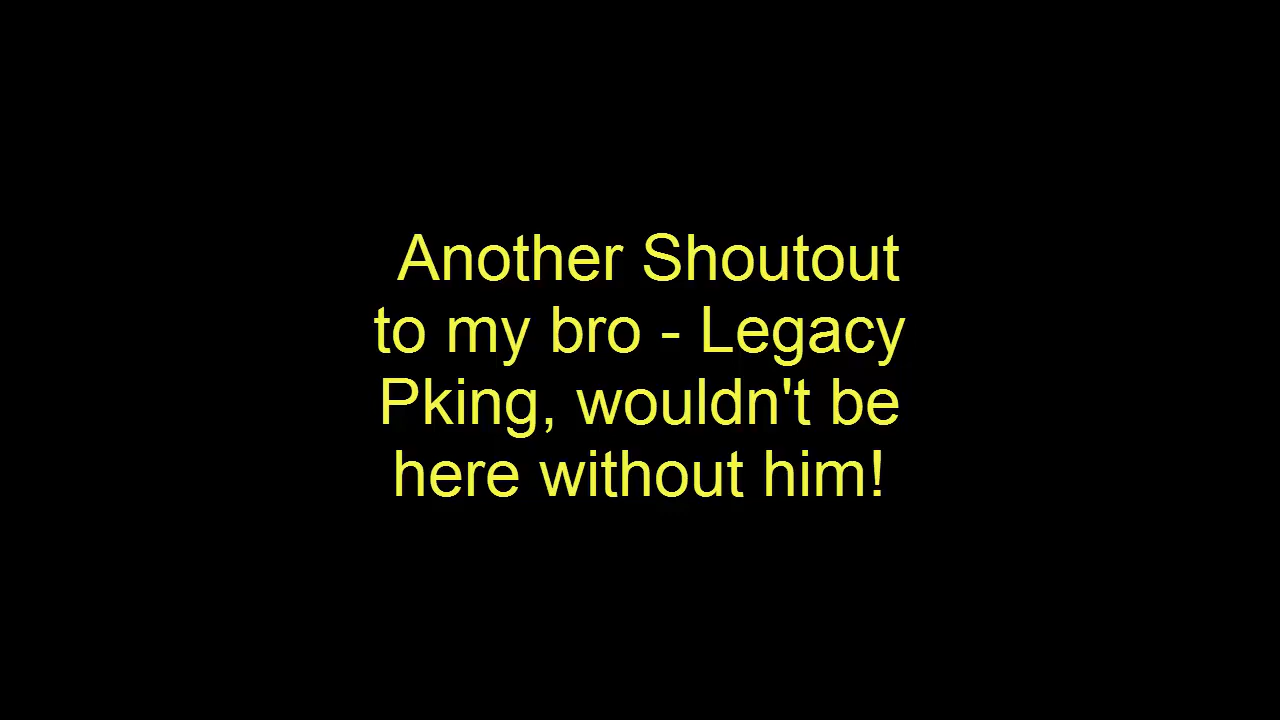 Another Shoutout
to my bro - Legacy
Pking, wouldn't be
here without him!